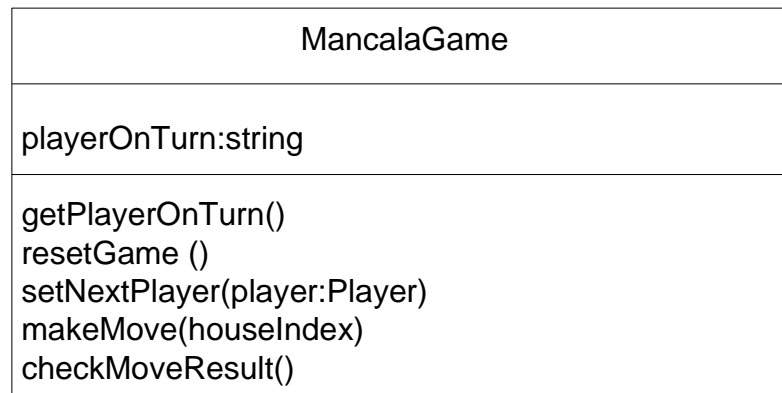 MancalaGame
playerOnTurn:string
getPlayerOnTurn()
resetGame ()
setNextPlayer(player:Player)
makeMove(houseIndex)
checkMoveResult()